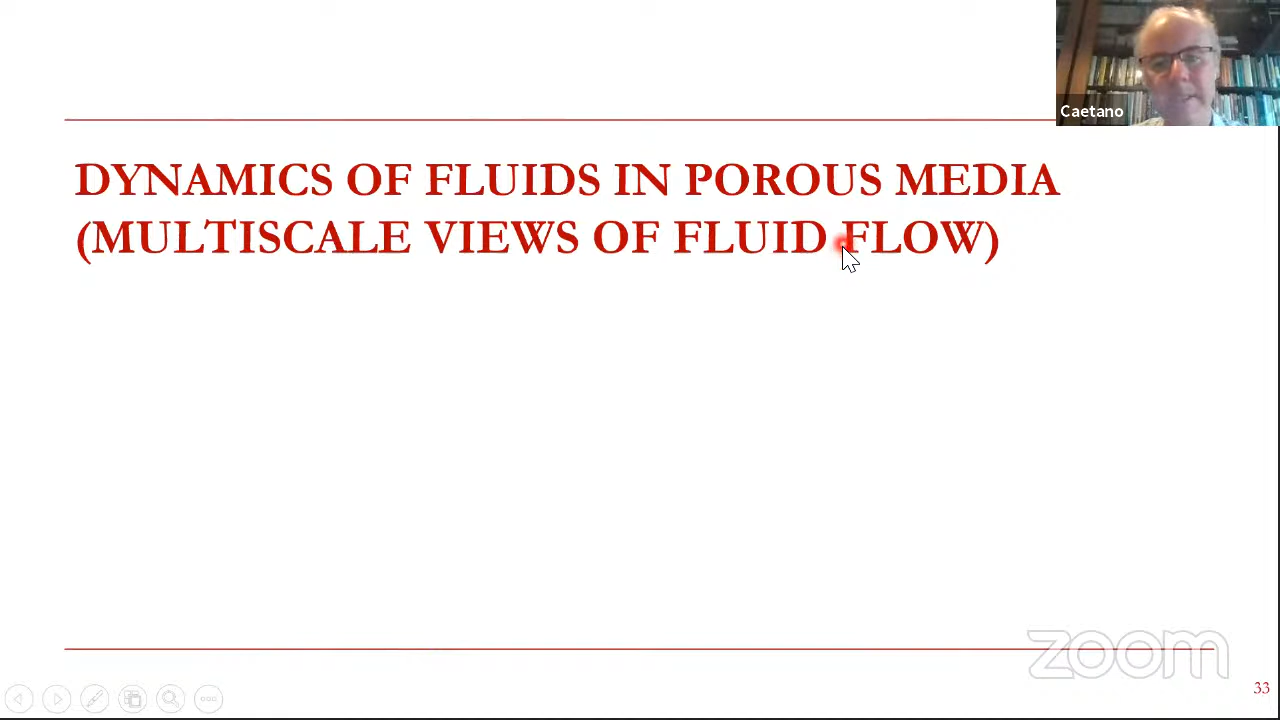 Caetano
DYNAMICS OF FLUIDS IN POROUS MEDIA
(MULTISCALE VIEWS OF FLUID FLOW)
zoom
33